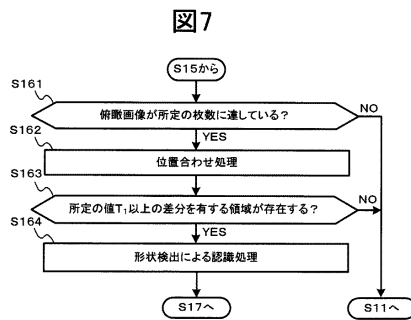 図7
S15から
S161
俯瞰画像が所定の枚数に達している?
NO
S162
YES
位置合わせ処理
S163
所定の値T₁以上の差分を有する領域が存在する?
NO
S164
YES
形状検出による認識処理
S17へ
S11へ